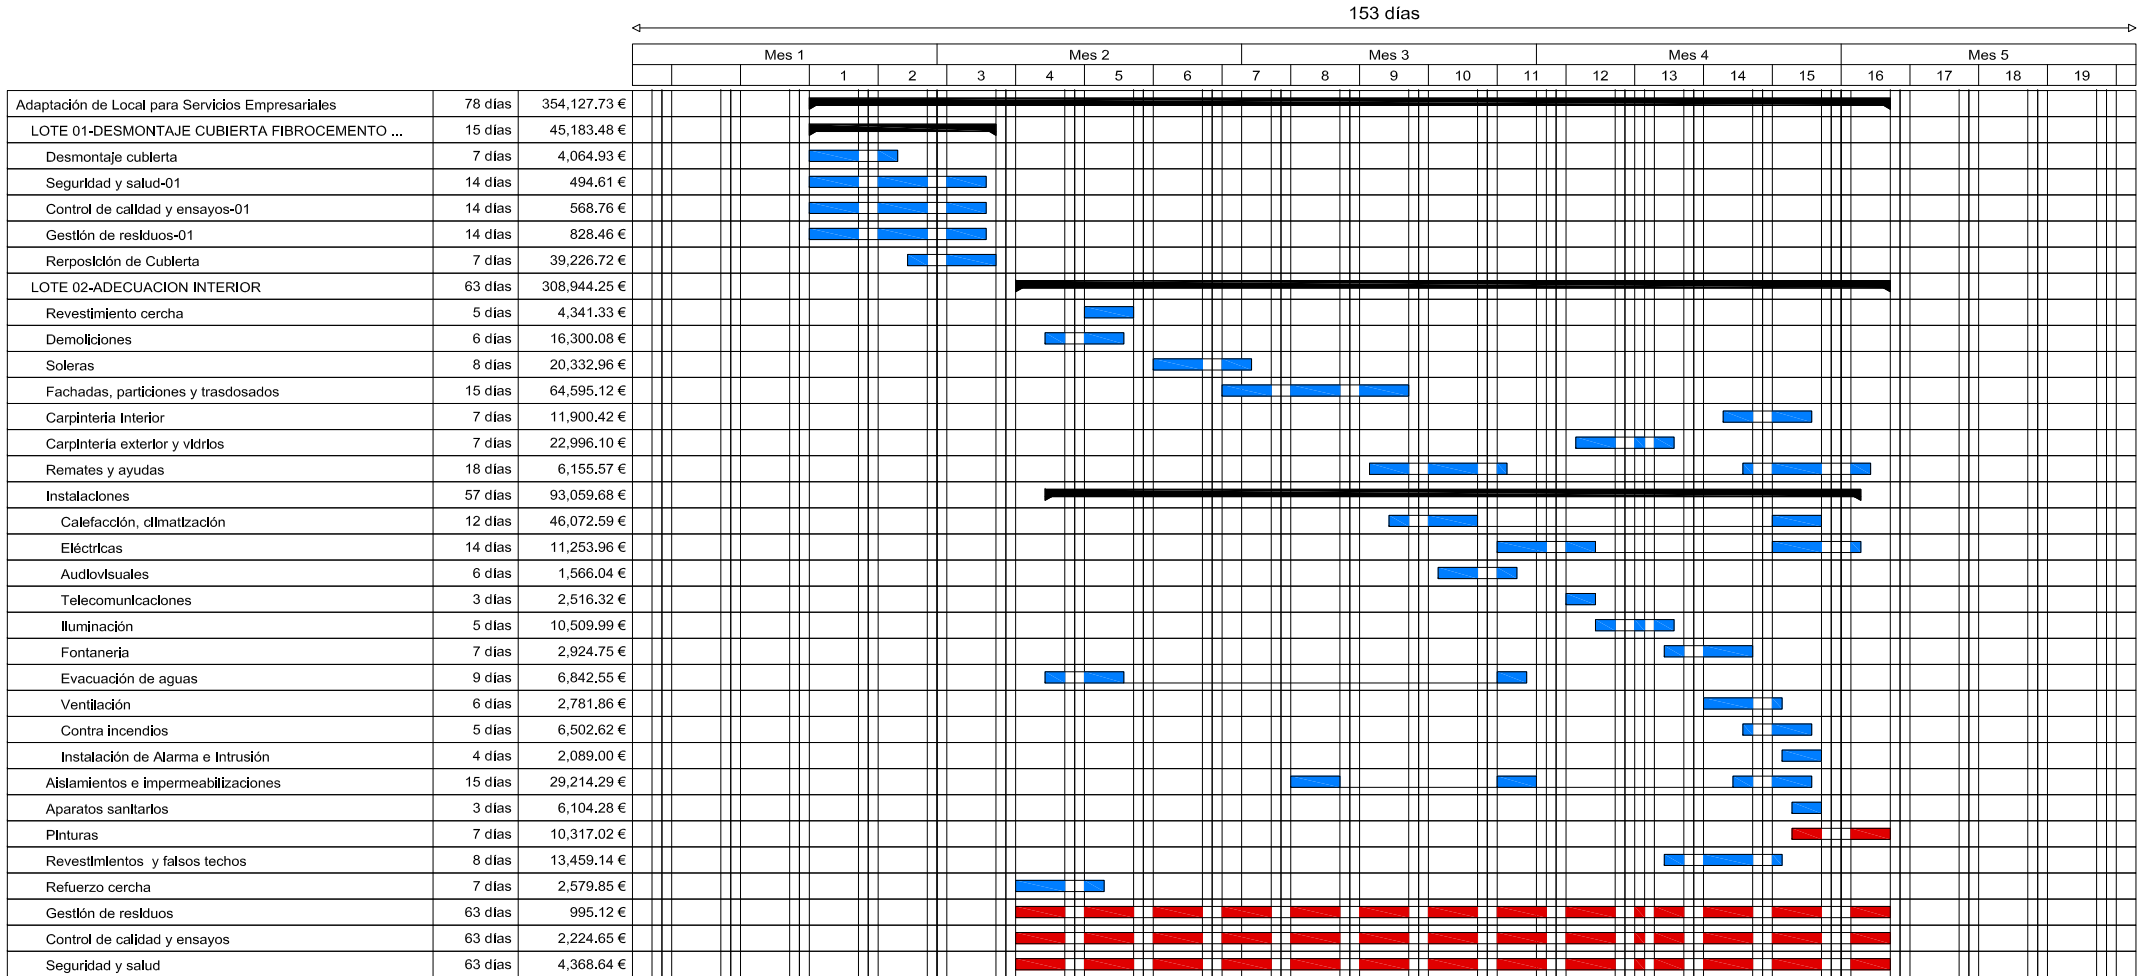 153 días
Mes 1 Mes 2 Mes 3 Mes 4 Mes 5
1 2 3 4 5 6 7 8 9 10 11 12 13 14 15 16 17 18 19
Adaptación de Local para Servicios Empresariales 78 días 354,127.73 €
LOTE 01-DESMONTAJE CUBIERTA FIBROCEMENTO ... 15 días 45,183.48 €
Desmontaje cubierta 7 días 4,064.93 €
Seguridad y salud-01 14 días 494.61 €
Control de calidad y ensayos-01 14 días 568.76 €
Gestión de residuos-01 14 días 828.46 €
Rerposición de Cubierta 7 días 39,226.72 €
LOTE 02-ADECUACION INTERIOR 63 días 308,944.25 €
Revestimiento cercha 5 días 4,341.33 €
Demoliciones 6 días 16,300.08 €
Soleras 8 días 20,332.96 €
Fachadas, particiones y trasdosados 15 días 64,595.12 €
Carpinteria Interior 7 días 11,900.42 €
Carpintería exterior y vidrios 7 días 22,996.10 €
Remates y ayudas 18 días 6,155.57 €
Instalaciones 57 días 93,059.68 €
Calefacción, climatización 12 días 46,072.59 €
Eléctricas 14 días 11,253.96 €
Audiovisuales 6 días 1,566.04 €
Telecomunicaciones 3 días 2,516.32 €
Iluminación 5 días 10,509.99 €
Fontaneria 7 días 2,924.75 €
Evacuación de aguas 9 días 6,842.55 €
Ventilación 6 días 2,781.86 €
Contra incendios 5 días 6,502.62 €
Instalación de Alarma e Intrusión 4 días 2,089.00 €
Aislamientos e impermeabilizaciones 15 días 29,214.29 €
Aparatos sanitarios 3 días 6,104.28 €
Pinturas 7 días 10,317.02 €
Revestimientos y falsos techos 8 días 13,459.14 €
Refuerzo cercha 7 días 2,579.85 €
Gestión de residuos 63 días 995.12 €
Control de calidad y ensayos 63 días 2,224.65 €
Seguridad y salud 63 días 4,368.64 €